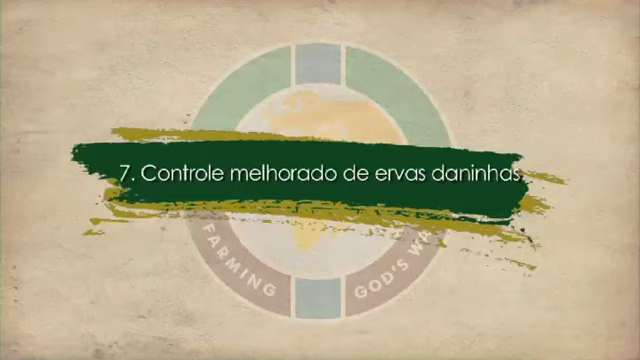 7. Controle melhorado de ervas daninhas
FARMING GOD'S W